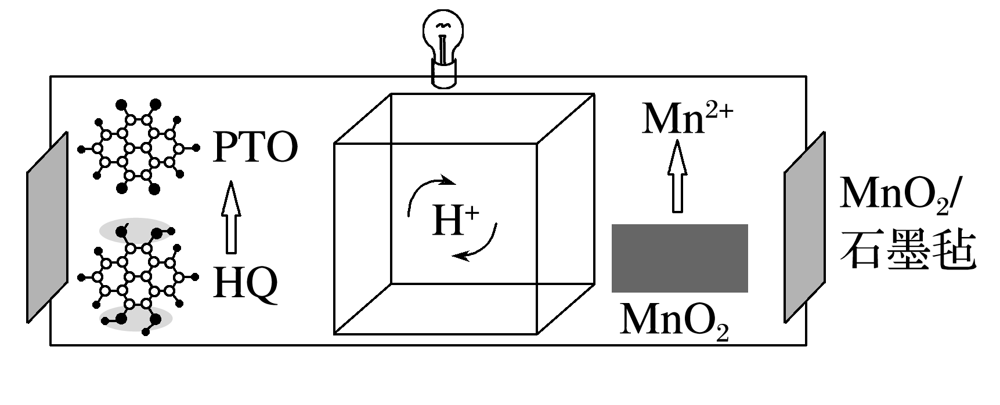 PTO
HQ
H⁺
Mn²⁺
MnO₂
MnO₂/
石墨毡